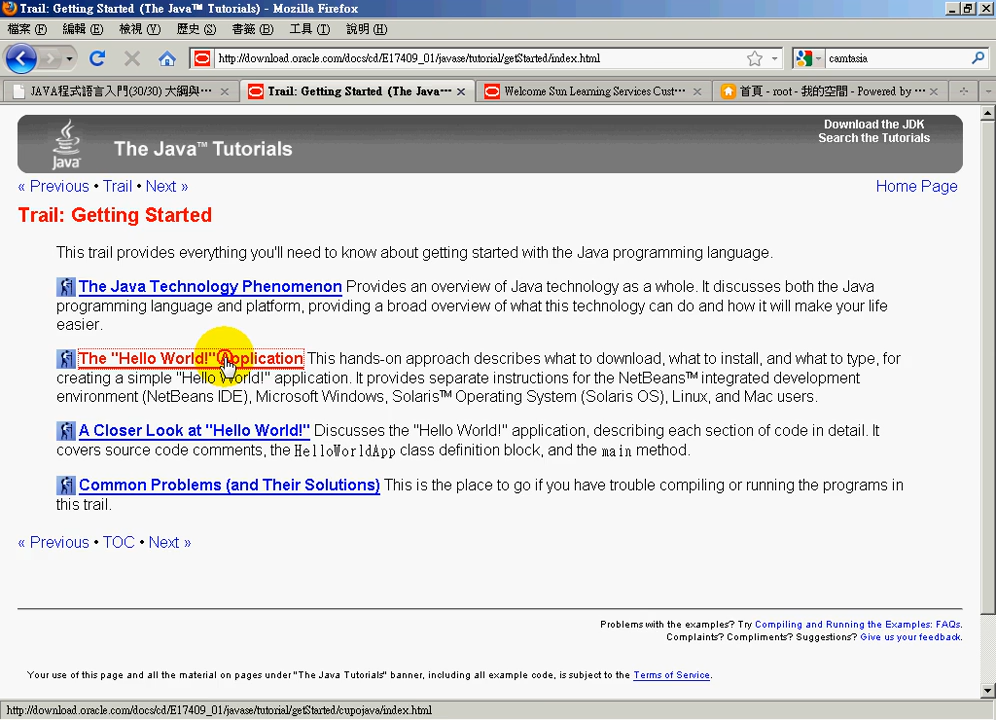 Trail: Getting Started (The Java™ Tutorials) - Mozilla Firefox
檔案(F) 編輯(E) 檢視(V) 歷史(S) 書籤(B) 工具(T) 說明(H)
http://download.oracle.com/docs/cd/E17409_01/javase/tutorial/getStarted/index.html camtasia
JAVA程式語言入門(30/30) 大綱與··· Trail: Getting Started (The Java··· Welcome Sun Learning Services Cust··· 首頁 - root - 我的空間 - Powered by ···
Download the JDK
Search the Tutorials
Java
The Java™ Tutorials
« Previous • Trail • Next » Home Page
Trail: Getting Started
This trail provides everything you'll need to know about getting started with the Java programming language.
The Java Technology Phenomenon Provides an overview of Java technology as a whole. It discusses both the Java
programming language and platform, providing a broad overview of what this technology can do and how it will make your life
easier.
The "Hello World!" Application This hands-on approach describes what to download, what to install, and what to type, for
creating a simple "Hello World!" application. It provides separate instructions for the NetBeans™ integrated development
environment (NetBeans IDE), Microsoft Windows, Solaris™ Operating System (Solaris OS), Linux, and Mac users.
A Closer Look at "Hello World!" Discusses the "Hello World!" application, describing each section of code in detail. It
covers source code comments, the HelloWorldApp class definition block, and the main method.
Common Problems (and Their Solutions) This is the place to go if you have trouble compiling or running the programs in
this trail.
« Previous • TOC • Next »
Problems with the examples? Try Compiling and Running the Examples: FAQs.
Complaints? Compliments? Suggestions? Give us your feedback.
Your use of this page and all the material on pages under "The Java Tutorials" banner, including all example code, is subject to the Terms of Service.
http://download.oracle.com/docs/cd/E17409_01/javase/tutorial/getStarted/cupojava/index.html